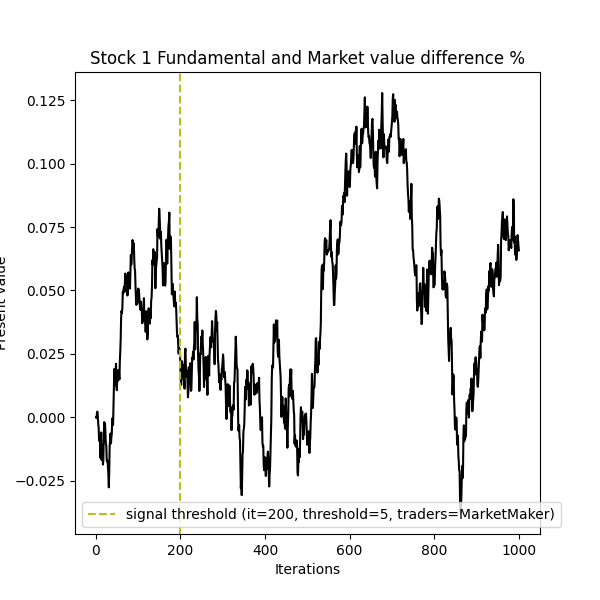 Stock 1 Fundamental and Market value difference %
Present value
0.125
0.100
0.075
0.050
0.025
0.000
−0.025
signal threshold (it=200, threshold=5, traders=MarketMaker)
0 200 400 600 800 1000
Iterations